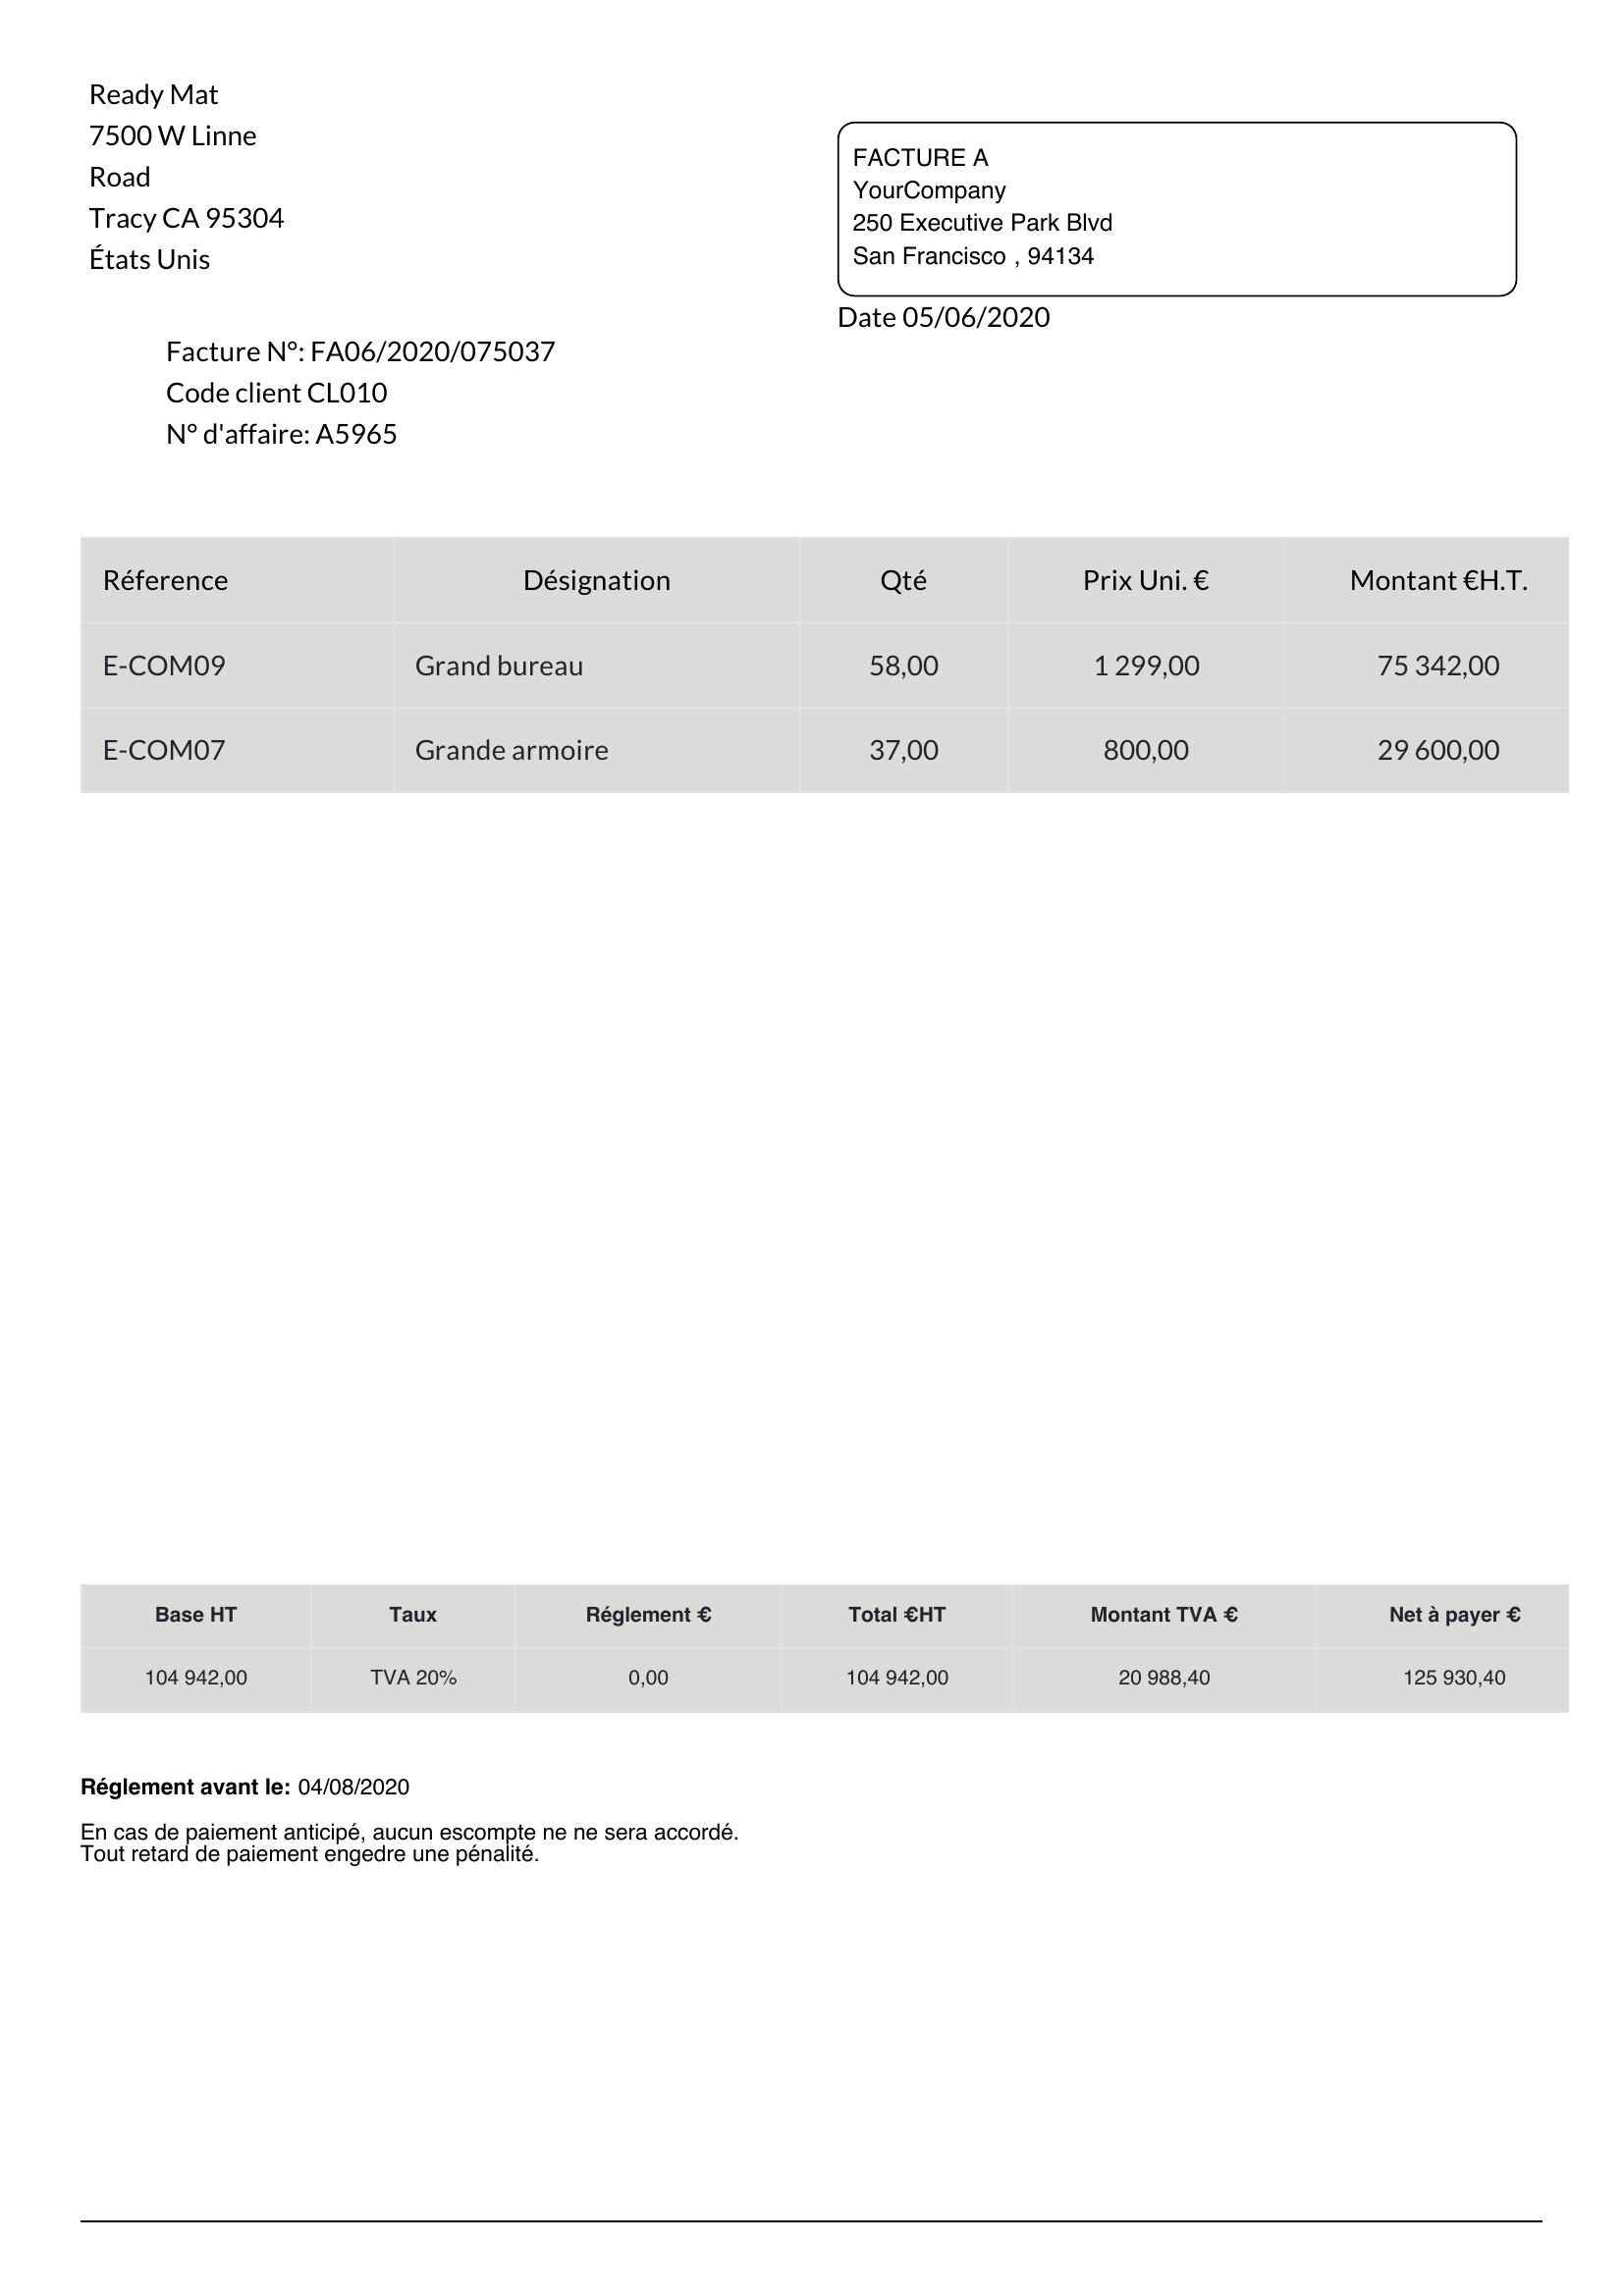 Ready Mat
7500 W Linne
Road
Tracy CA 95304
États Unis
FACTURE A
YourCompany
250 Executive Park Blvd
San Francisco , 94134
Date 05/06/2020
Facture N°: FA06/2020/075037
Code client CL010
N° d'affaire: A5965
Réference Désignation Qté Prix Uni. € Montant €H.T.
E-COM09 Grand bureau 58,00 1 299,00 75 342,00
E-COM07 Grande armoire 37,00 800,00 29 600,00
Base HT Taux Réglement € Total €HT Montant TVA € Net à payer €
104 942,00 TVA 20% 0,00 104 942,00 20 988,40 125 930,40
Réglement avant le: 04/08/2020
En cas de paiement anticipé, aucun escompte ne ne sera accordé.
Tout retard de paiement engedre une pénalité.